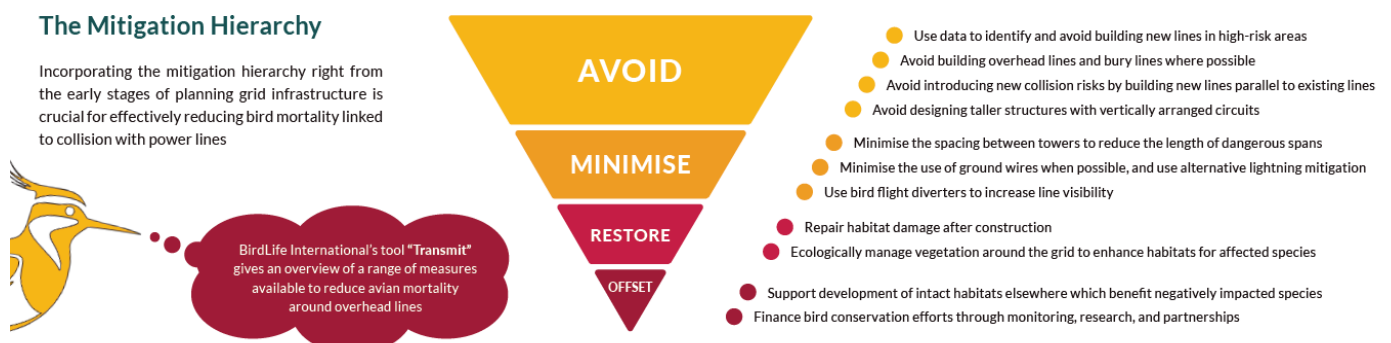 The Mitigation Hierarchy
Incorporating the mitigation hierarchy right from
the early stages of planning grid infrastructure is
crucial for effectively reducing bird mortality linked
to collision with power lines
BirdLife International's tool “Transmit”
gives an overview of a range of measures
available to reduce avian mortality
around overhead lines
AVOID
MINIMISE
RESTORE
OFFSET
Use data to identify and avoid building new lines in high-risk areas
Avoid building overhead lines and bury lines where possible
Avoid introducing new collision risks by building new lines parallel to existing lines
Avoid designing taller structures with vertically arranged circuits
Minimise the spacing between towers to reduce the length of dangerous spans
Minimise the use of ground wires when possible, and use alternative lightning mitigation
Use bird flight diverters to increase line visibility
Repair habitat damage after construction
Ecologically manage vegetation around the grid to enhance habitats for affected species
Support development of intact habitats elsewhere which benefit negatively impacted species
Finance bird conservation efforts through monitoring, research, and partnerships